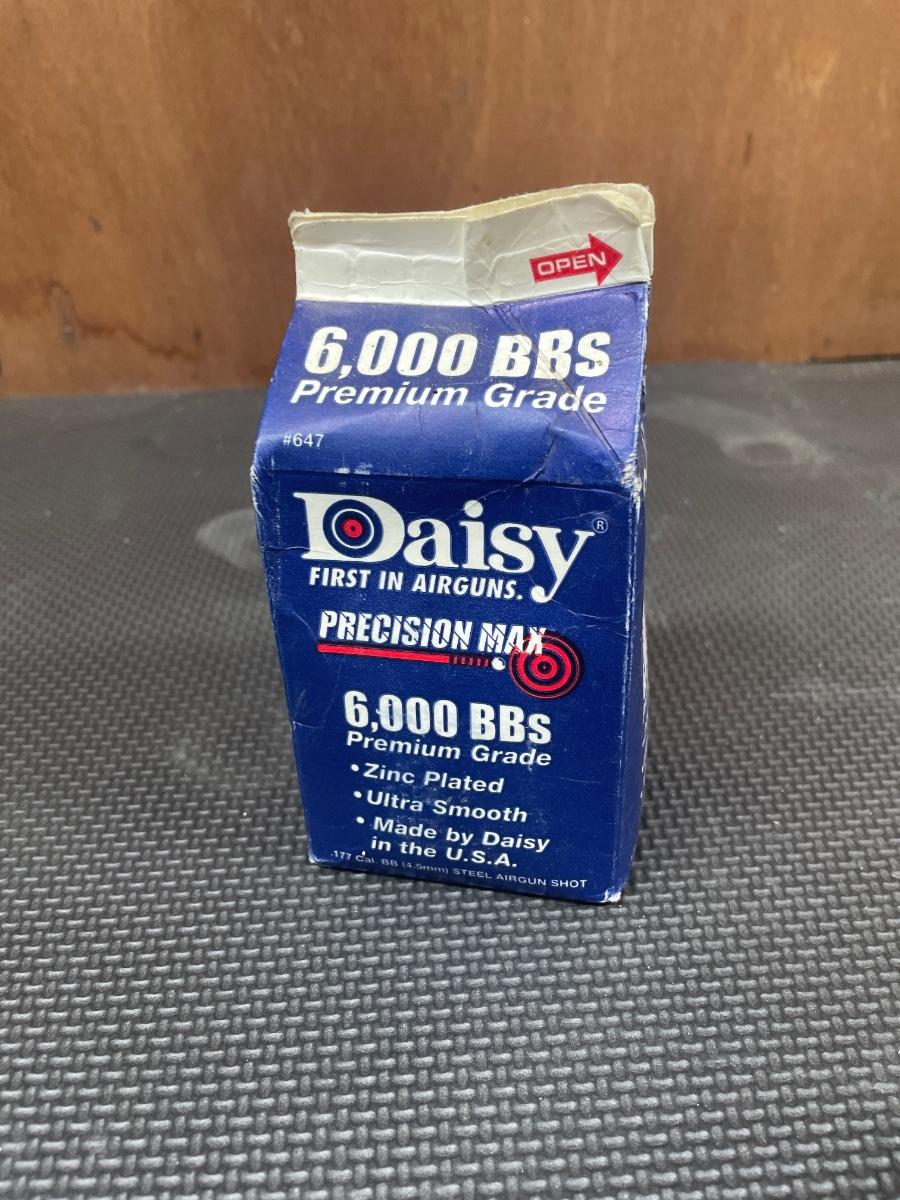 OPEN
6,000 BBs
Premium Grade
#647
Daisy®
FIRST IN AIRGUNS.
PRECISION MAX
6,000 BBs
Premium Grade
• Zinc Plated
• Ultra Smooth
• Made by Daisy
in the U.S.A.
.177 Cal. BB (4.5mm) STEEL AIRGUN SHOT